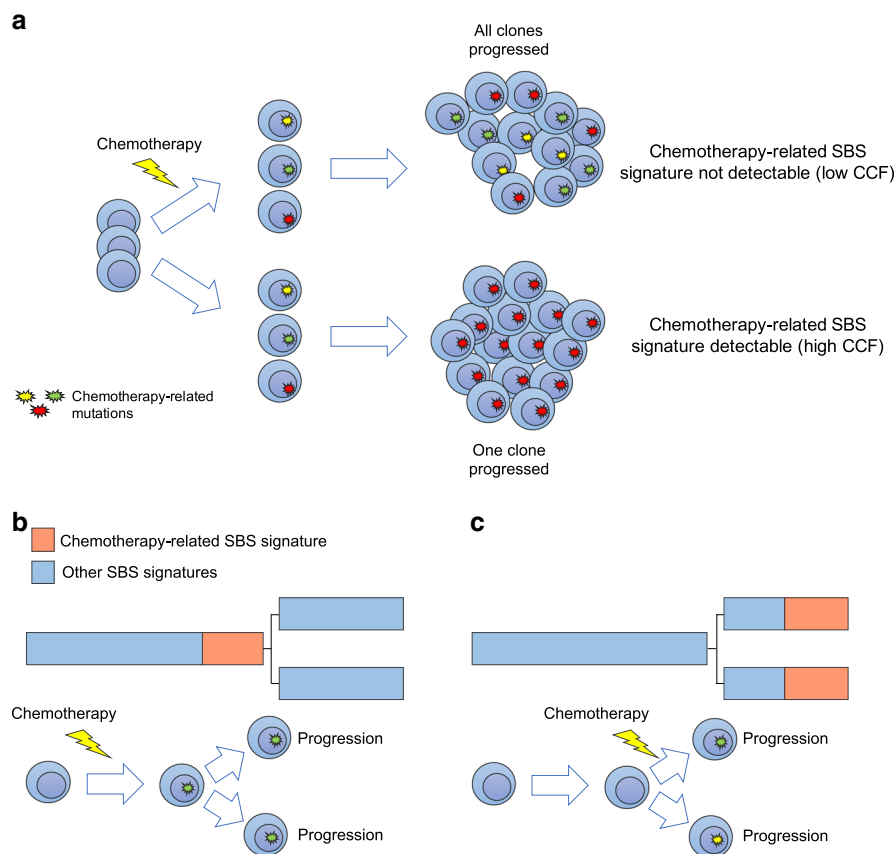 a
All clones
progressed
Chemotherapy
Chemotherapy-related SBS
signature not detectable (low CCF)
Chemotherapy-related SBS
signature detectable (high CCF)
Chemotherapy-related
mutations
One clone
progressed
b
Chemotherapy-related SBS signature
Other SBS signatures
Chemotherapy
Progression
Progression
c
Chemotherapy
Progression
Progression